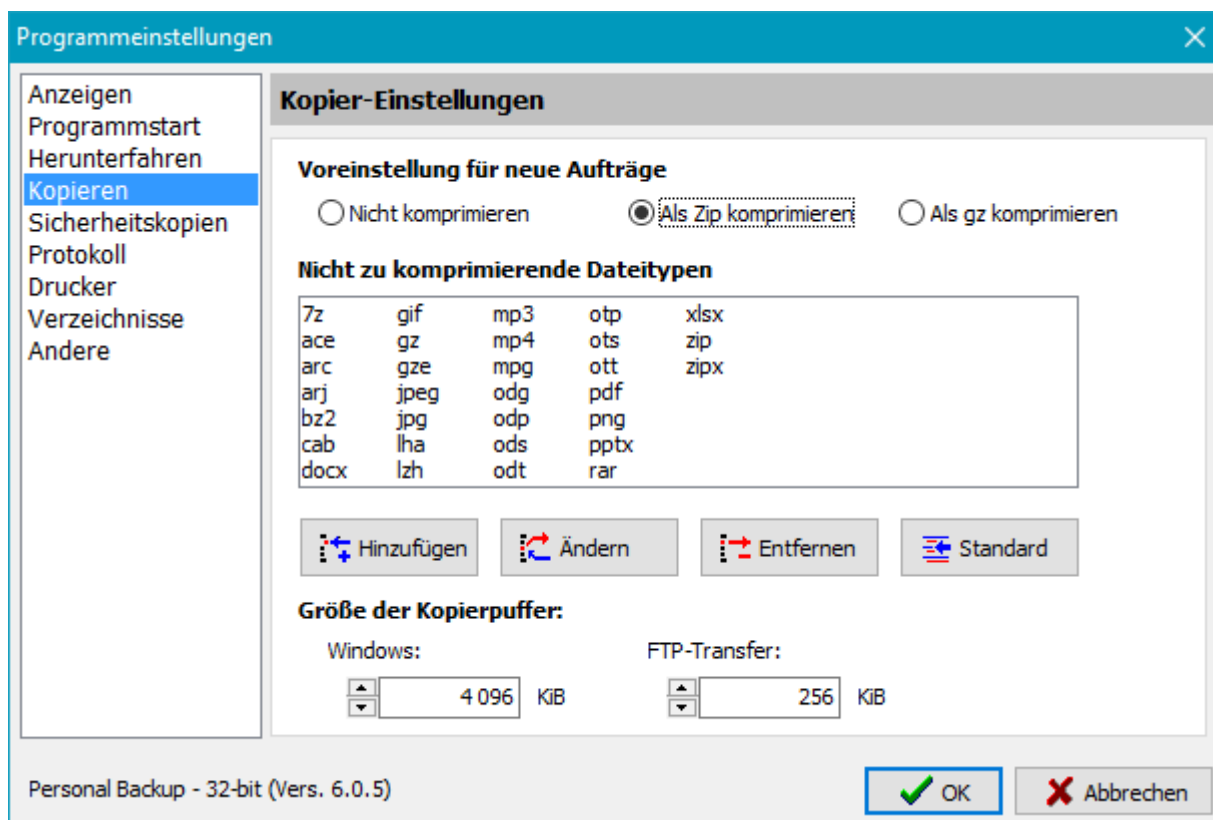 Programmeinstellungen
Anzeigen
Programmstart
Herunterfahren
Kopieren
Sicherheitskopien
Protokoll
Drucker
Verzeichnisse
Andere
Kopier-Einstellungen
Voreinstellung für neue Aufträge
Nicht komprimieren Als Zip komprimieren Als gz komprimieren
Nicht zu komprimierende Dateitypen
7z gif mp3 otp xlsx
ace gz mp4 ots zip
arc gze mpg ott zipx
arj jpeg odg pdf
bz2 jpg odp png
cab lha ods pptx
docx lzh odt rar
Hinzufügen Ändern Entfernen Standard
Größe der Kopierpuffer:
Windows: FTP-Transfer:
4 096 KiB 256 KiB
Personal Backup - 32-bit (Vers. 6.0.5) OK Abbrechen